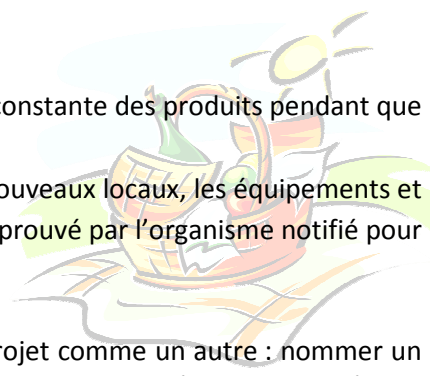 constante des produits pendant que
ouveaux locaux, les équipements et
prouvé par l’organisme notifié pour
rojet comme un autre : nommer un